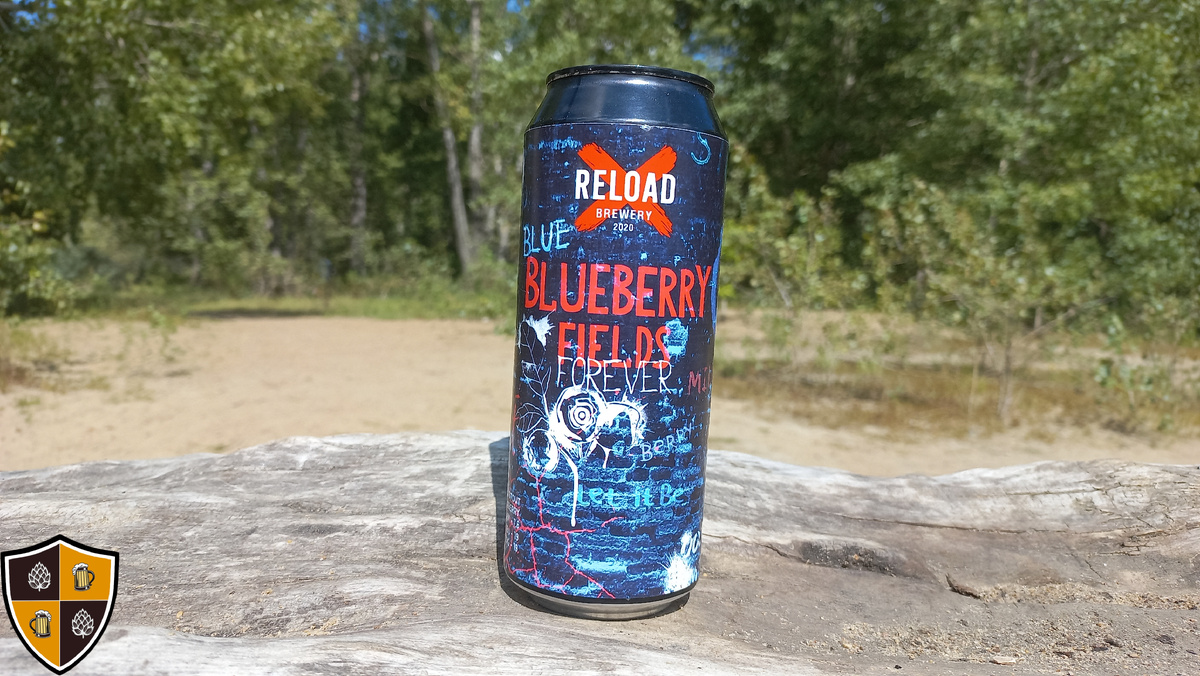 RELOAD
BREWERY
2020
BLUE
BLUEBERRY
FIELDS
FOREVER
BERRY
Let it Be